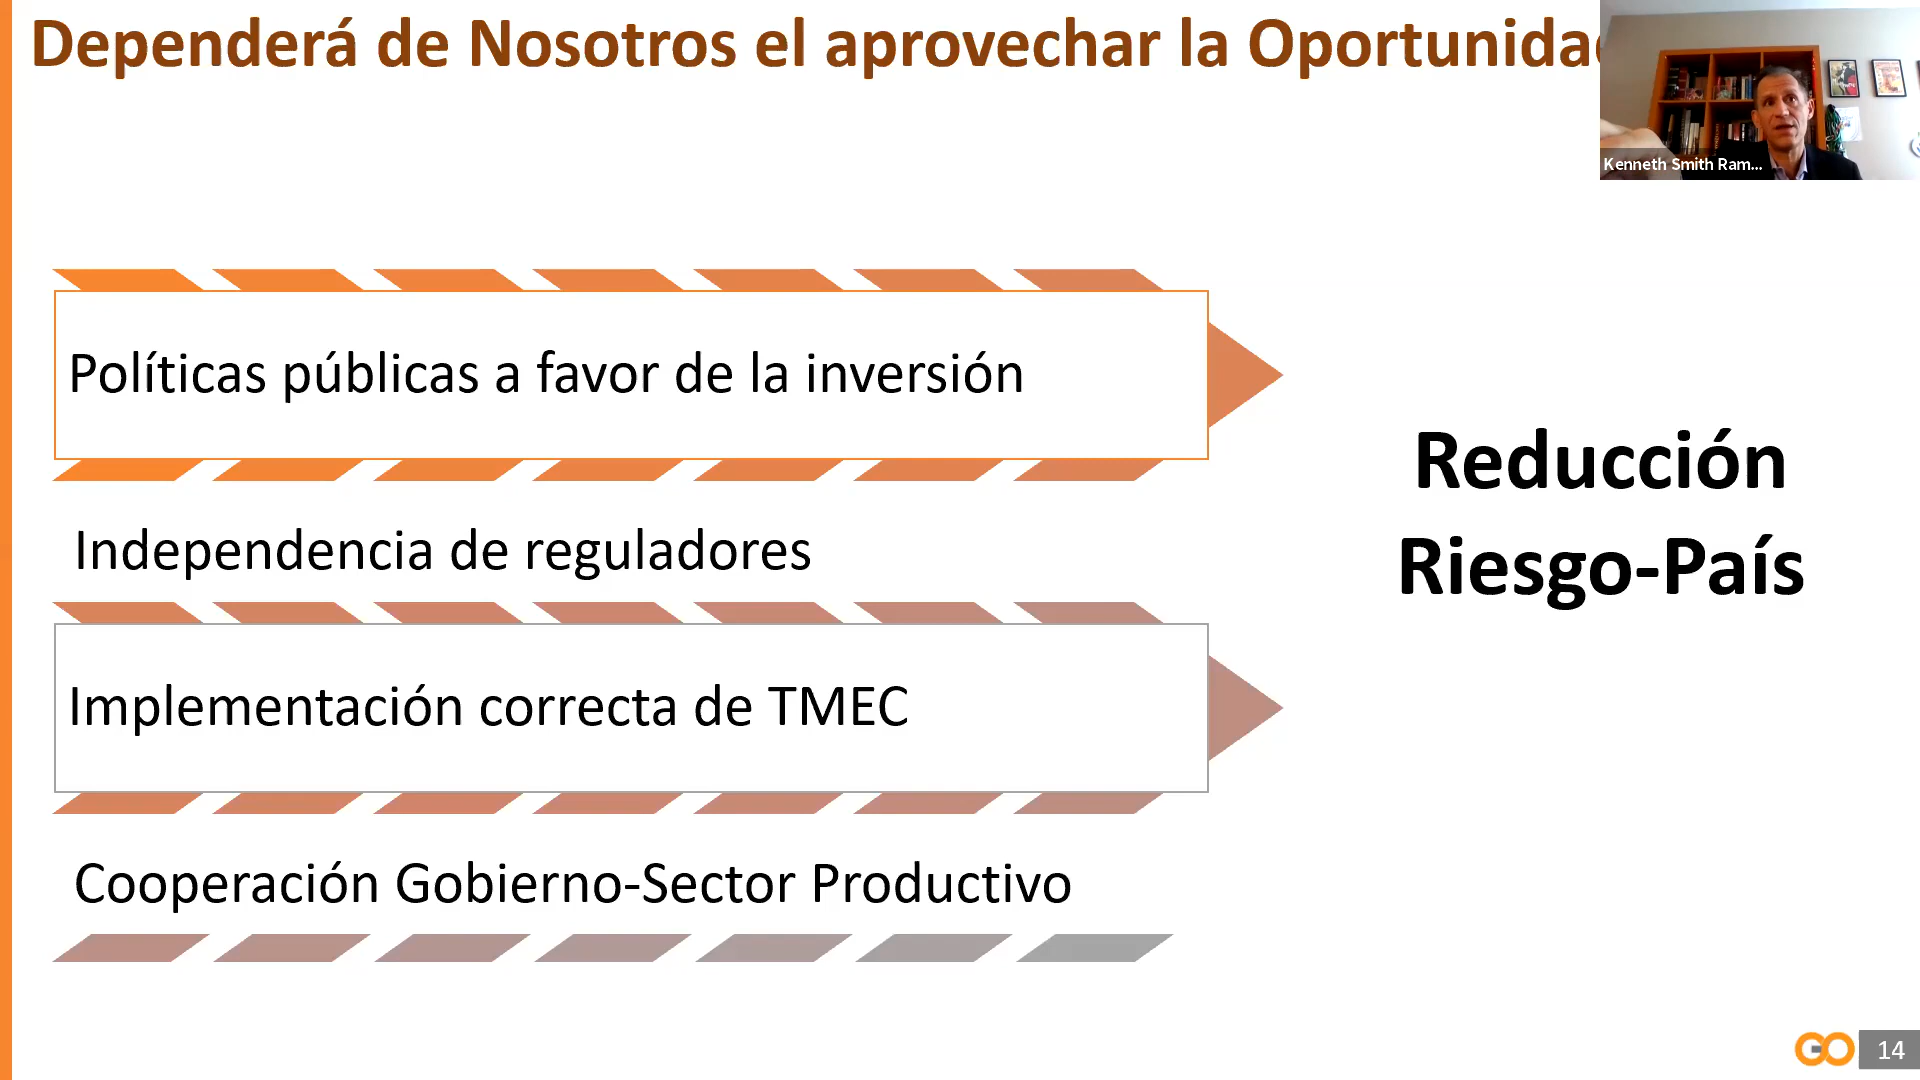 Dependerá de Nosotros el aprovechar la Oportunida
Kenneth Smith Ram...
Políticas públicas a favor de la inversión
Independencia de reguladores
Implementación correcta de TMEC
Cooperación Gobierno-Sector Productivo
Reducción
Riesgo-País
GO
14